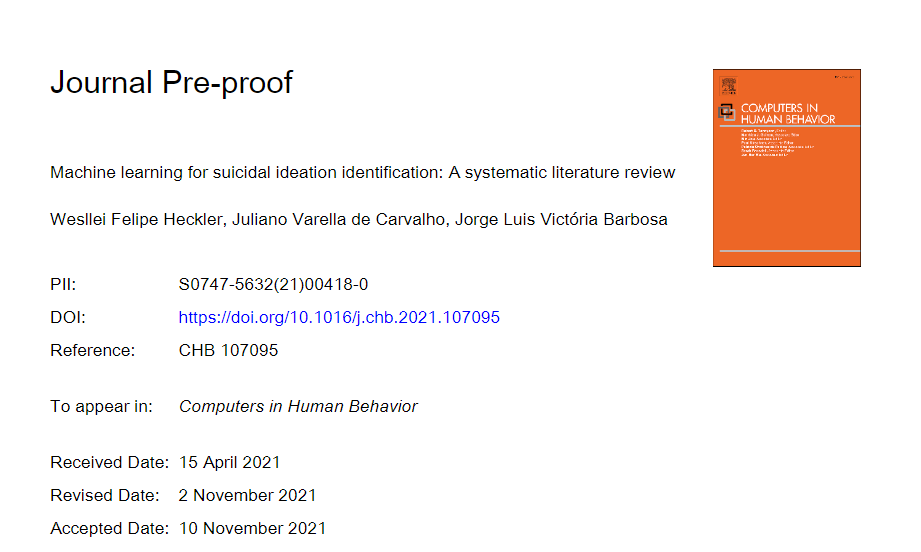 Journal Pre-proof
Machine learning for suicidal ideation identification: A systematic literature review
Wesllei Felipe Heckler, Juliano Varella de Carvalho, Jorge Luis Victória Barbosa
PII: S0747-5632(21)00418-0
DOI: https://doi.org/10.1016/j.chb.2021.107095
Reference: CHB 107095
To appear in: Computers in Human Behavior
Received Date: 15 April 2021
Revised Date: 2 November 2021
Accepted Date: 10 November 2021
COMPUTERS IN
HUMAN BEHAVIOR